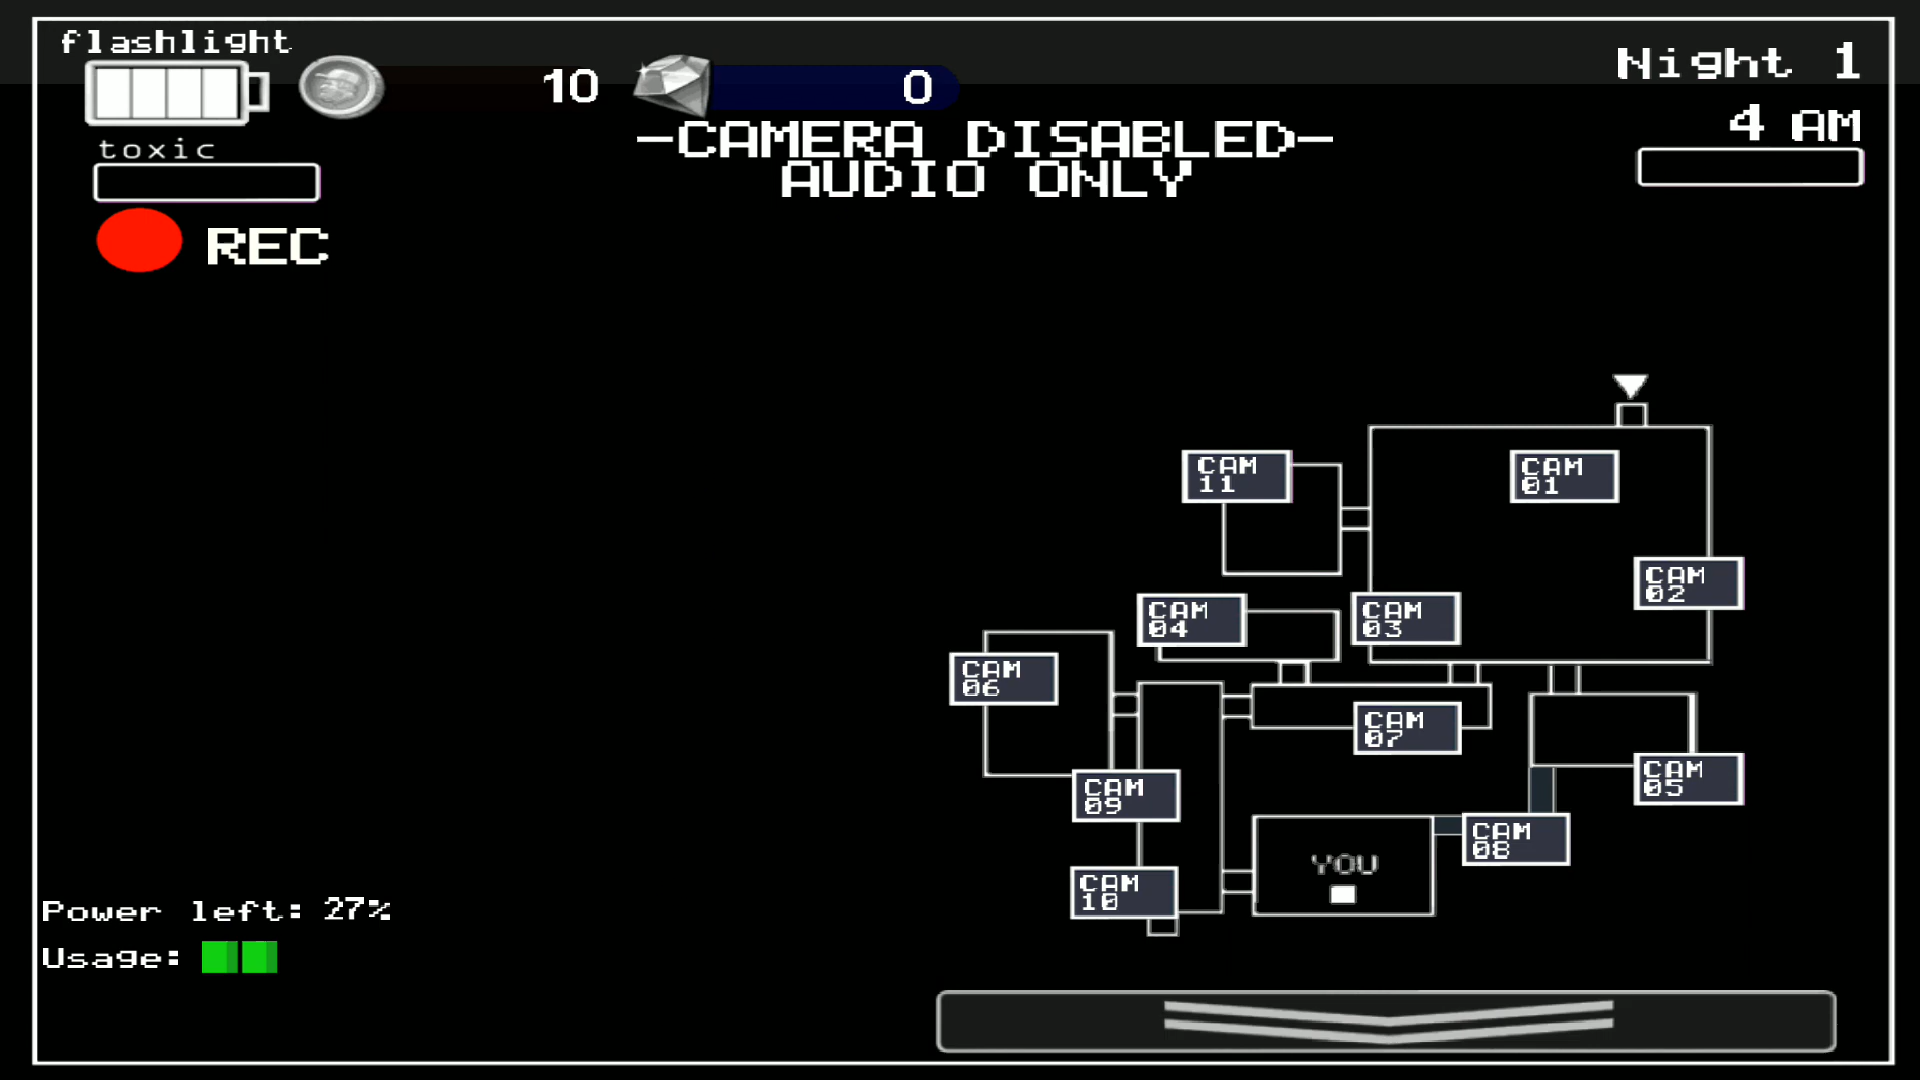 flashlight
10
0
Night 1
-CAMERA DISABLED-
AUDIO ONLY
4 AM
toxic
REC
CAM
11
CAM
01
CAM
02
CAM
04
CAM
03
CAM
06
CAM
07
CAM
05
CAM
09
CAM
08
YOU
CAM
10
Power left: 27%
Usage: